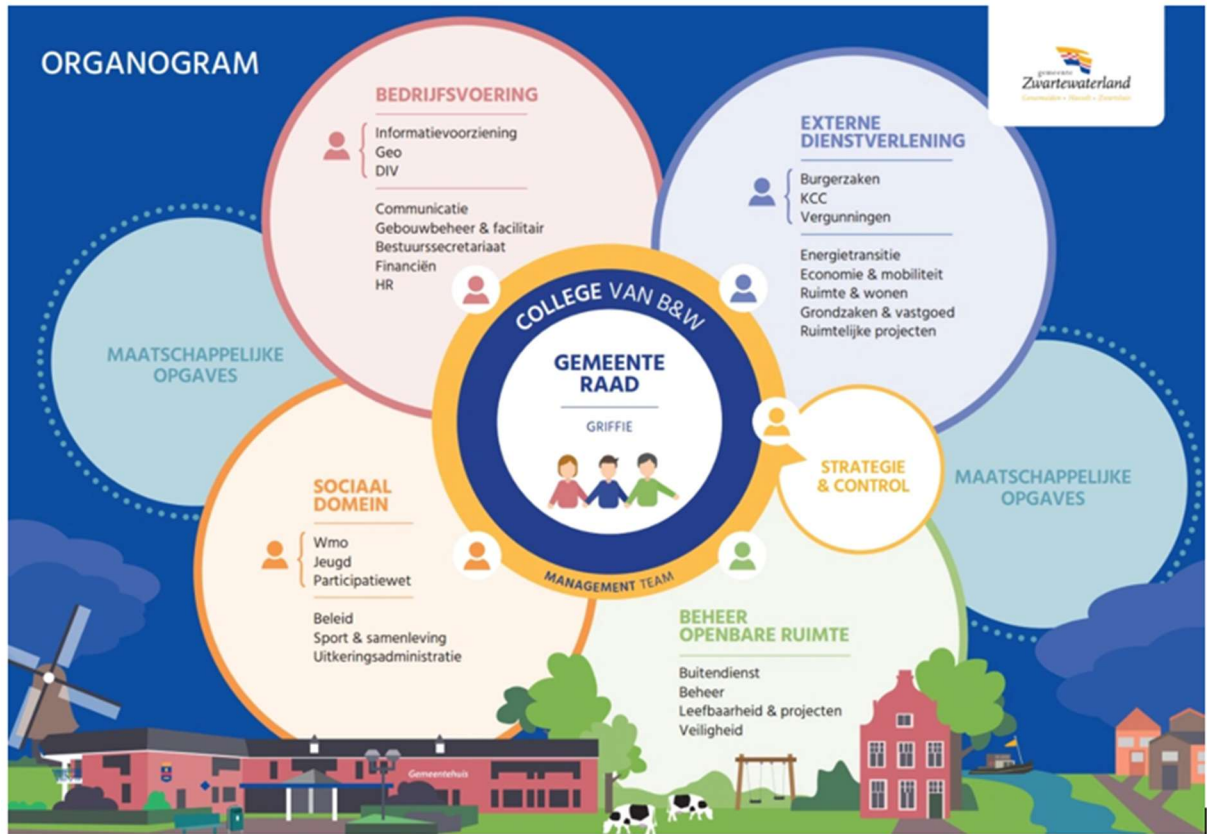 ORGANOGRAM
gemeente
Zwartewaterland
Genemuiden • Hasselt • Zwartsluis
BEDRIJFSVOERING
Informatievoorziening
Geo
DIV
Communicatie
Gebouwbeheer & facilitair
Bestuurssecretariaat
Financiën
HR
EXTERNE
DIENSTVERLENING
Burgerzaken
KCC
Vergunningen
Energietransitie
Economie & mobiliteit
Ruimte & wonen
Grondzaken & vastgoed
Ruimtelijke projecten
MAATSCHAPPELIJKE
OPGAVES
COLLEGE VAN B&W
GEMEENTE
RAAD
GRIFFIE
MANAGEMENT TEAM
STRATEGIE
& CONTROL
MAATSCHAPPELIJKE
OPGAVES
SOCIAAL
DOMEIN
Wmo
Jeugd
Participatiewet
Beleid
Sport & samenleving
Uitkeringsadministratie
BEHEER
OPENBARE RUIMTE
Buitendienst
Beheer
Leefbaarheid & projecten
Veiligheid
Gemeentehuis